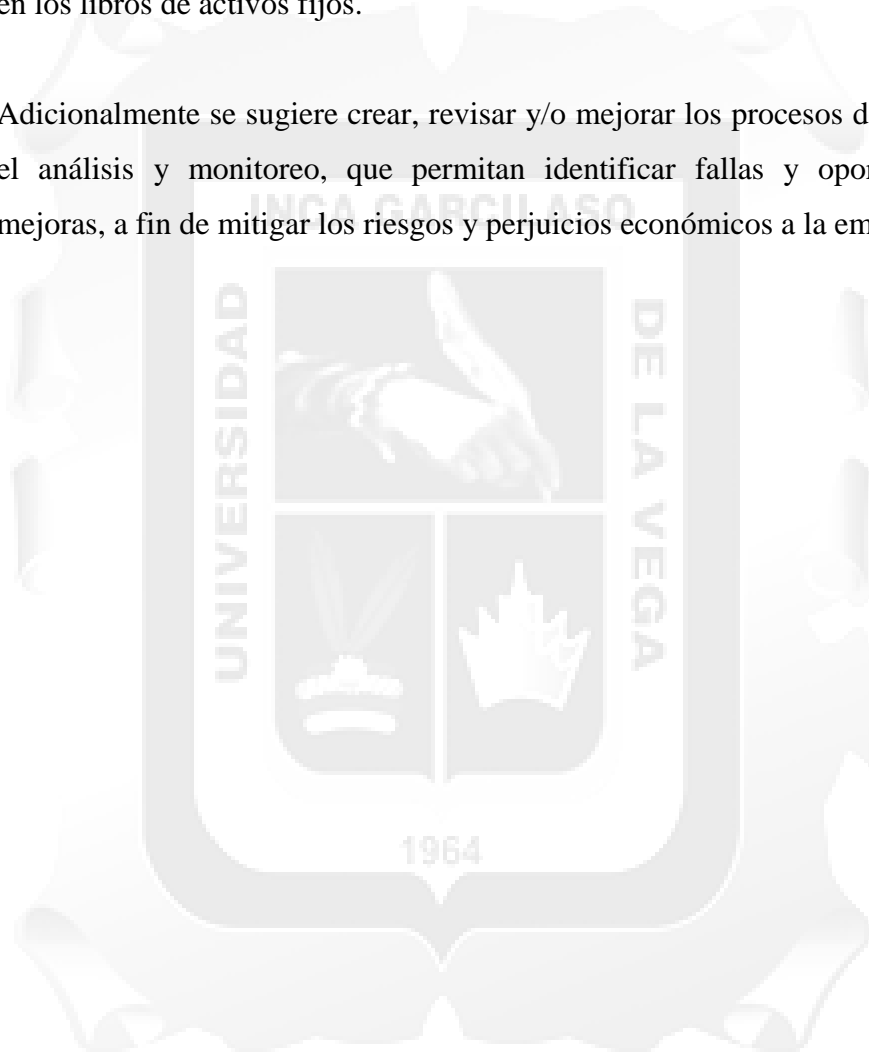 en los libros de activos fijos.
Adicionalmente se sugiere crear, revisar y/o mejorar los procesos d
el análisis y monitoreo, que permitan identificar fallas y opor
mejoras, a fin de mitigar los riesgos y perjuicios económicos a la em
INCA GARCILASO
UNIVERSIDAD
DE LA VEGA
1964